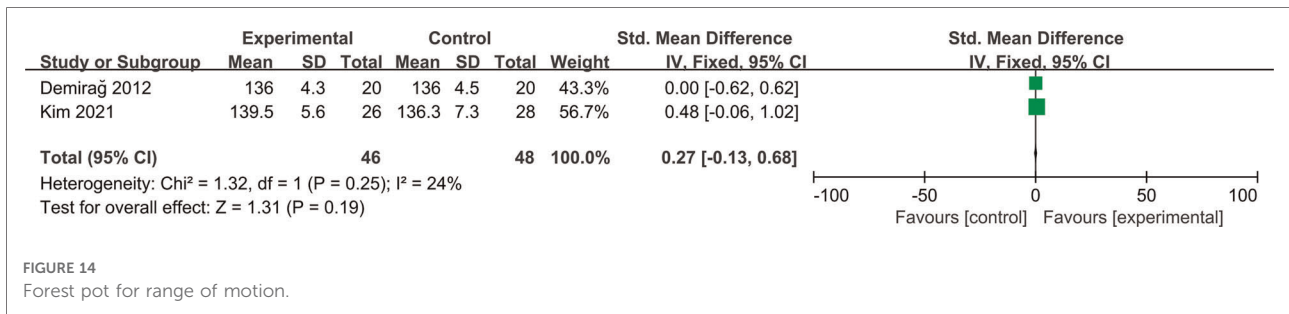 Experimental Control Std. Mean Difference Std. Mean Difference
Study or Subgroup Mean SD Total Mean SD Total Weight IV, Fixed, 95% CI IV, Fixed, 95% CI
Demirağ 2012 136 4.3 20 136 4.5 20 43.3% 0.00 [-0.62, 0.62]
Kim 2021 139.5 5.6 26 136.3 7.3 28 56.7% 0.48 [-0.06, 1.02]
Total (95% CI) 46 48 100.0% 0.27 [-0.13, 0.68]
Heterogeneity: Chi² = 1.32, df = 1 (P = 0.25); I² = 24%
Test for overall effect: Z = 1.31 (P = 0.19)
-100 -50 0 50 100
Favours [control] Favours [experimental]
FIGURE 14
Forest pot for range of motion.